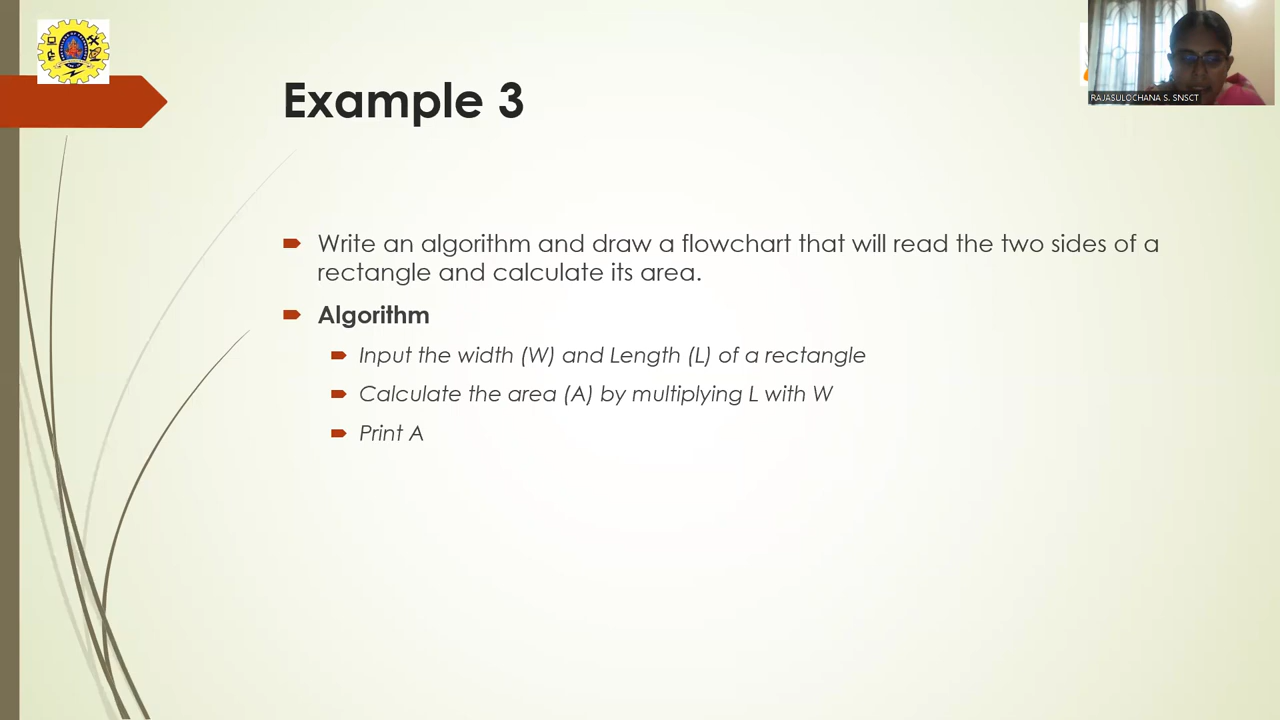 RAJASULOCHANA S. SNSCT
Example 3
Write an algorithm and draw a flowchart that will read the two sides of a
rectangle and calculate its area.
Algorithm
Input the width (W) and Length (L) of a rectangle
Calculate the area (A) by multiplying L with W
Print A